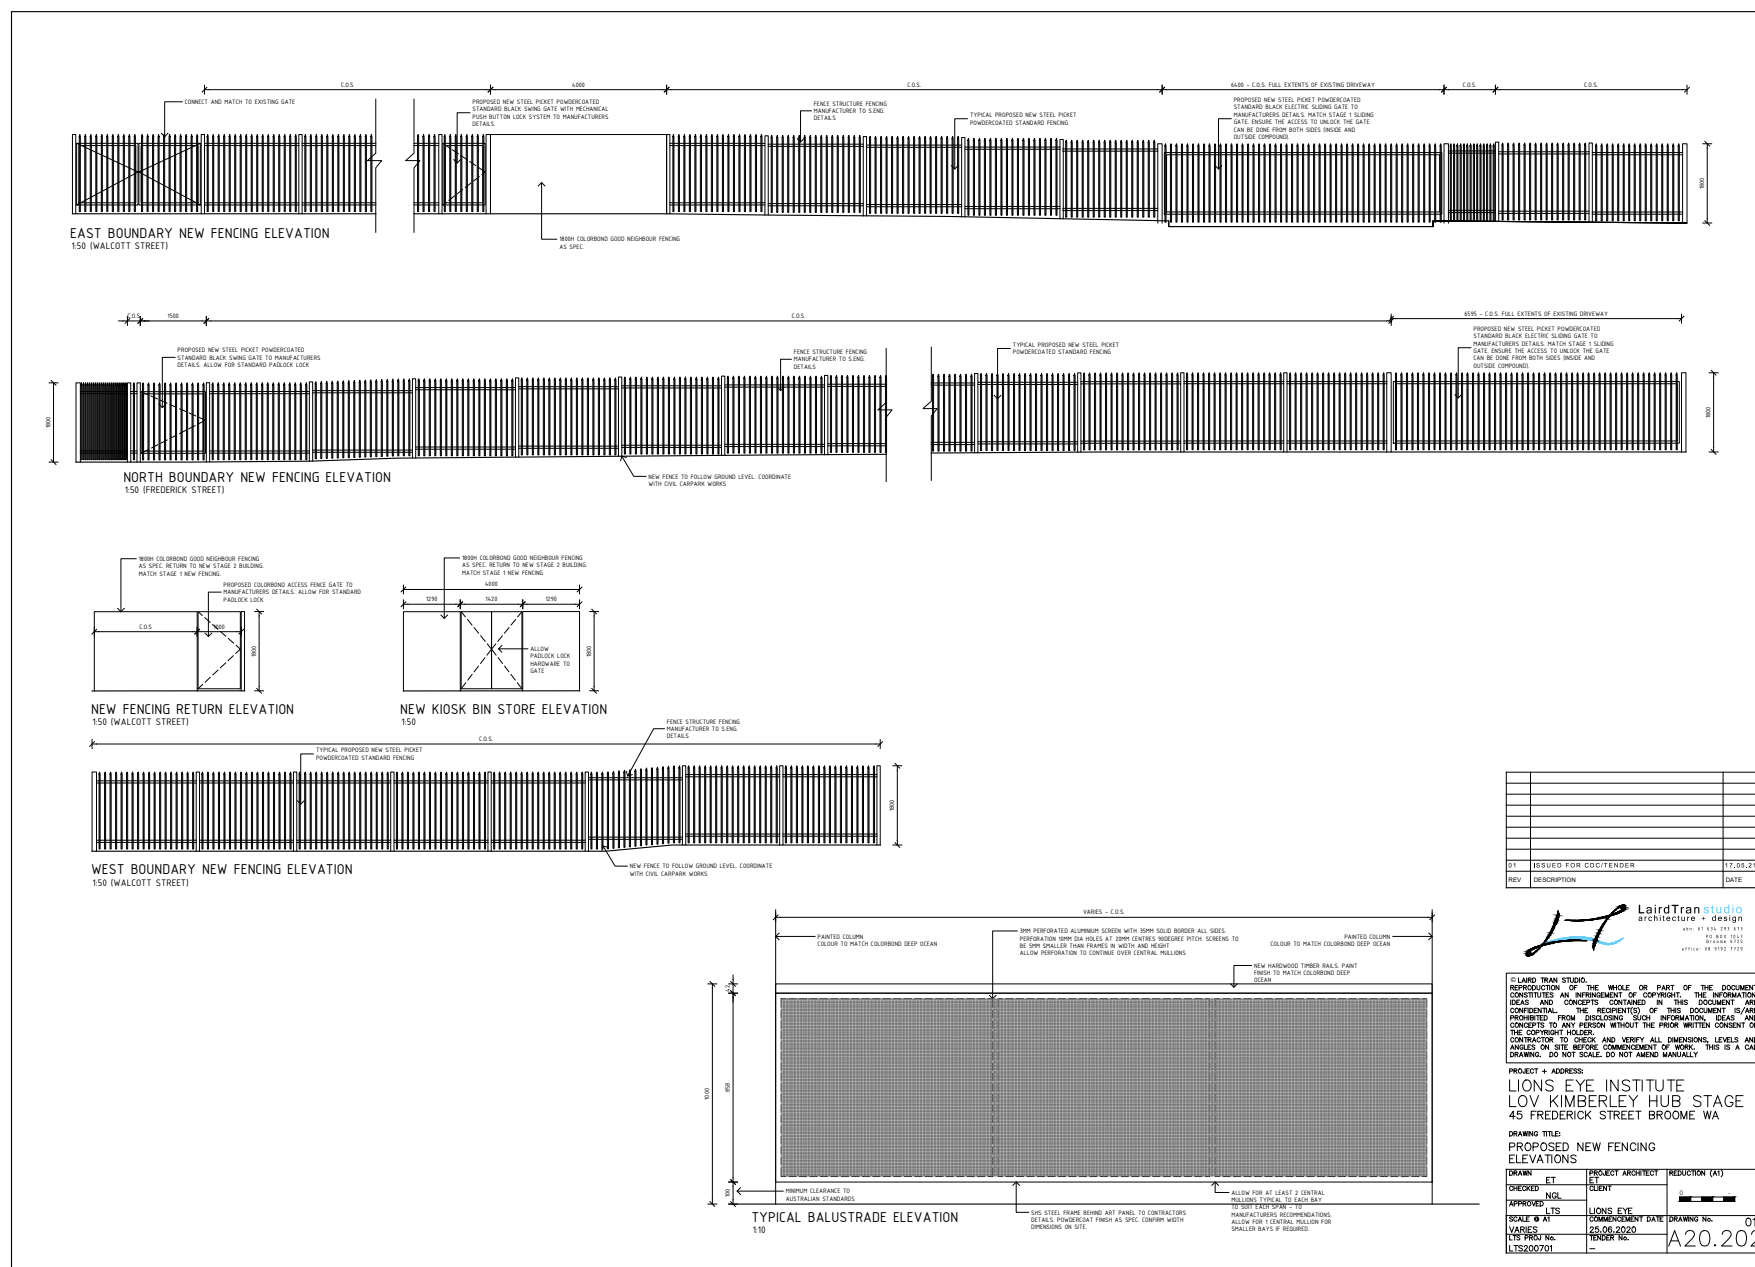 C.O.S.
4000
C.O.S.
6400 - C.O.S. FULL EXTENTS OF EXISTING DRIVEWAY
C.O.S.
C.O.S.
CONNECT AND MATCH TO EXISTING GATE
PROPOSED NEW STEEL PICKET POWDERCOATED
STANDARD BLACK SWING GATE WITH MECHANICAL
PUSH BUTTON LOCK SYSTEM TO MANUFACTURERS
DETAILS.
FENCE STRUCTURE FENCING
MANUFACTURER TO S.ENG.
DETAILS
TYPICAL PROPOSED NEW STEEL PICKET
POWDERCOATED STANDARD FENCING
PROPOSED NEW STEEL PICKET POWDERCOATED
STANDARD BLACK ELECTRIC SLIDING GATE TO
MANUFACTURERS DETAILS. MATCH STAGE 1 SLIDING
GATE. ENSURE THE ACCESS TO UNLOCK THE GATE
CAN BE DONE FROM BOTH SIDES (INSIDE AND
OUTSIDE COMPOUND).
1800
1800H COLORBOND GOOD NEIGHBOUR FENCING
AS SPEC.
EAST BOUNDARY NEW FENCING ELEVATION
1:50 (WALCOTT STREET)
C.O.S.
1500
C.O.S.
6595 - C.O.S. FULL EXTENTS OF EXISTING DRIVEWAY
PROPOSED NEW STEEL PICKET POWDERCOATED
STANDARD BLACK SWING GATE TO MANUFACTURERS
DETAILS. ALLOW FOR STANDARD PADLOCK LOCK
FENCE STRUCTURE FENCING
MANUFACTURER TO S.ENG.
DETAILS
TYPICAL PROPOSED NEW STEEL PICKET
POWDERCOATED STANDARD FENCING
PROPOSED NEW STEEL PICKET POWDERCOATED
STANDARD BLACK ELECTRIC SLIDING GATE TO
MANUFACTURERS DETAILS. MATCH STAGE 1 SLIDING
GATE. ENSURE THE ACCESS TO UNLOCK THE GATE
CAN BE DONE FROM BOTH SIDES (INSIDE AND
OUTSIDE COMPOUND).
1800
1800
NEW FENCE TO FOLLOW GROUND LEVEL. COORDINATE
WITH CIVIL CARPARK WORKS
NORTH BOUNDARY NEW FENCING ELEVATION
1:50 (FREDERICK STREET)
1800H COLORBOND GOOD NEIGHBOUR FENCING
AS SPEC. RETURN TO NEW STAGE 2 BUILDING.
MATCH STAGE 1 NEW FENCING.
PROPOSED COLORBOND ACCESS FENCE GATE TO
MANUFACTURERS DETAILS. ALLOW FOR STANDARD
PADLOCK LOCK
C.O.S
1000
1800
NEW FENCING RETURN ELEVATION
1:50 (WALCOTT STREET)
1800H COLORBOND GOOD NEIGHBOUR FENCING
AS SPEC. RETURN TO NEW STAGE 2 BUILDING.
MATCH STAGE 1 NEW FENCING.
4000
1290
1420
1290
ALLOW
PADLOCK LOCK
HARDWARE TO
GATE
1800
NEW KIOSK BIN STORE ELEVATION
1:50
C.O.S.
TYPICAL PROPOSED NEW STEEL PICKET
POWDERCOATED STANDARD FENCING
FENCE STRUCTURE FENCING
MANUFACTURER TO S.ENG.
DETAILS
1800
NEW FENCE TO FOLLOW GROUND LEVEL. COORDINATE
WITH CIVIL CARPARK WORKS
WEST BOUNDARY NEW FENCING ELEVATION
1:50 (WALCOTT STREET)
VARIES - C.O.S.
PAINTED COLUMN
COLOUR TO MATCH COLORBOND DEEP OCEAN
3MM PERFORATED ALUMINIUM SCREEN WITH 35MM SOLID BORDER ALL SIDES.
PERFORATION 10MM DIA HOLES AT 20MM CENTRES 90DEGREE PITCH. SCREENS TO
BE 5MM SMALLER THAN FRAMES IN WIDTH AND HEIGHT
ALLOW PERFORATION TO CONTINUE OVER CENTRAL MULLIONS
PAINTED COLUMN
COLOUR TO MATCH COLORBOND DEEP OCEAN
NEW HARDWOOD TIMBER RAILS. PAINT
FINISH TO MATCH COLORBOND DEEP
OCEAN
1000
858
100
MINIMUM CLEARANCE TO
AUSTRALIAN STANDARDS
SHS STEEL FRAME BEHIND ART PANEL TO CONTRACTORS
DETAILS. POWDERCOAT FINISH AS SPEC. CONFIRM WIDTH
DIMENSIONS ON SITE.
ALLOW FOR AT LEAST 2 CENTRAL
MULLIONS TYPICAL TO EACH BAY
TO SUIT EACH SPAN - TO
MANUFACTURERS RECOMMENDATIONS.
ALLOW FOR 1 CENTRAL MULLION FOR
SMALLER BAYS IF REQUIRED.
TYPICAL BALUSTRADE ELEVATION
1:10
01 ISSUED FOR CDC/TENDER 17.05.21
REV DESCRIPTION DATE
LairdTran studio
architecture + design
abn: 61 634 293 613
PO BOX 1047
Broome 6725
office: 08 9192 7729
© LAIRD TRAN STUDIO.
REPRODUCTION OF THE WHOLE OR PART OF THE DOCUMENT
CONSTITUTES AN INFRINGEMENT OF COPYRIGHT. THE INFORMATION,
IDEAS AND CONCEPTS CONTAINED IN THIS DOCUMENT ARE
CONFIDENTIAL. THE RECIPIENT(S) OF THIS DOCUMENT IS/ARE
PROHIBITED FROM DISCLOSING SUCH INFORMATION, IDEAS AND
CONCEPTS TO ANY PERSON WITHOUT THE PRIOR WRITTEN CONSENT OF
THE COPYRIGHT HOLDER.
CONTRACTOR TO CHECK AND VERIFY ALL DIMENSIONS, LEVELS AND
ANGLES ON SITE BEFORE COMMENCEMENT OF WORK. THIS IS A CAD
DRAWING. DO NOT SCALE. DO NOT AMEND MANUALLY
PROJECT + ADDRESS:
LIONS EYE INSTITUTE
LOV KIMBERLEY HUB STAGE
45 FREDERICK STREET BROOME WA
DRAWING TITLE:
PROPOSED NEW FENCING
ELEVATIONS
DRAWN ET PROJECT ARCHITECT ET REDUCTION (A1)
CHECKED NGL CLIENT
APPROVED LTS LIONS EYE
SCALE @ A1 VARIES COMMENCEMENT DATE 25.06.2020 DRAWING No. 01
LTS PROJ No. LTS200701 TENDER No. - A20.202